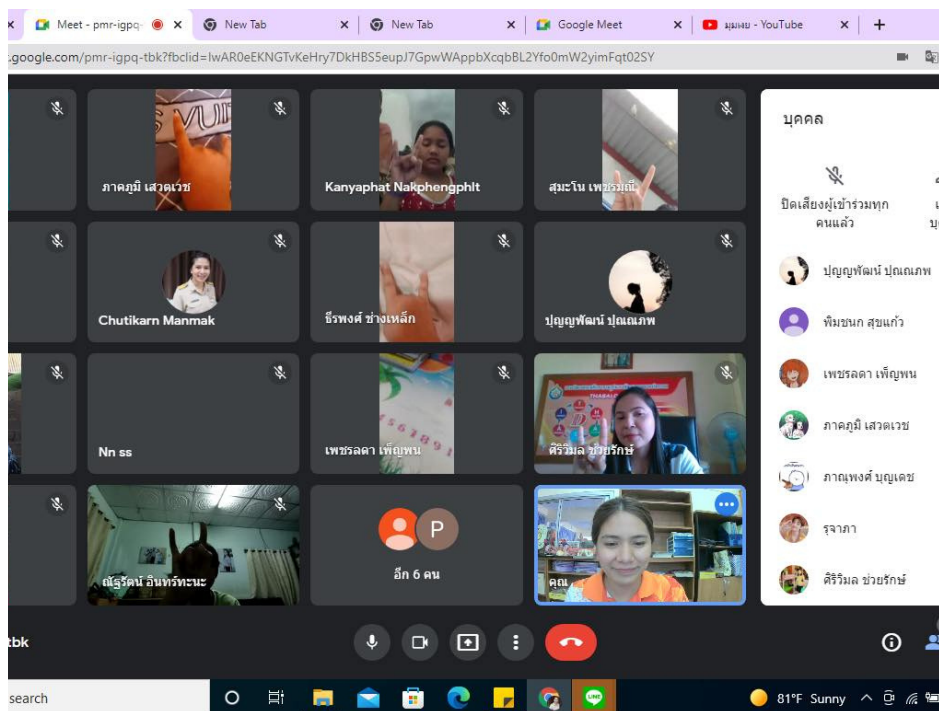 Meet - pmr-igpq-
New Tab
New Tab
Google Meet
มุมหย - YouTube
.google.com/pmr-igpq-tbk?fbclid=IwAR0eEKNGTvKeHry7DkHBS5eupJ7GpwWAppbXcqbBL2Yfo0mW2yimFqt02SY
บุคคล
ปิดเสียงผู้เข้าร่วมทุก
คนแล้ว
ภาคภูมิ เสวตเวช
Kanyaphat Nakphengphlt
สุมะโน เพชรมุณี
Chutikarn Manmak
ธีรพงศ์ ช่างเหล็ก
ปุญญพัฒน์ ปุณณภพ
Nn ss
เพชรลดา เพ็ญพน
ศิริวิมล ช่วยรักษ์
ณัฐรัตน์ อินทร์ทะนะ
P
อีก 6 คน
คุณ
ปุญญพัฒน์ ปุณณภพ
พิมชนก สุขแก้ว
เพชรลดา เพ็ญพน
ภาคภูมิ เสวตเวช
ภาณุพงศ์ บุญเดช
รุจาภา
ศิริวิมล ช่วยรักษ์
tbk
search
81°F Sunny